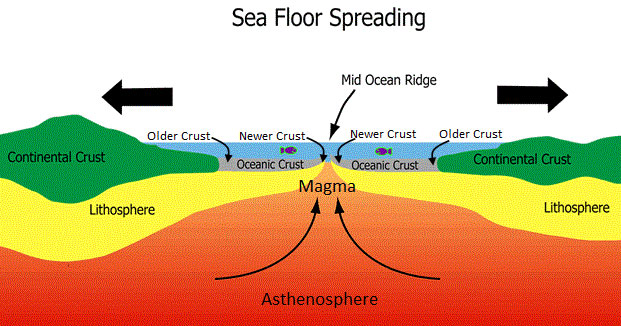 Sea Floor Spreading
Mid Ocean Ridge
Older Crust
Newer Crust
Newer Crust
Older Crust
Continental Crust
Oceanic Crust
Oceanic Crust
Continental Crust
Magma
Lithosphere
Lithosphere
Asthenosphere